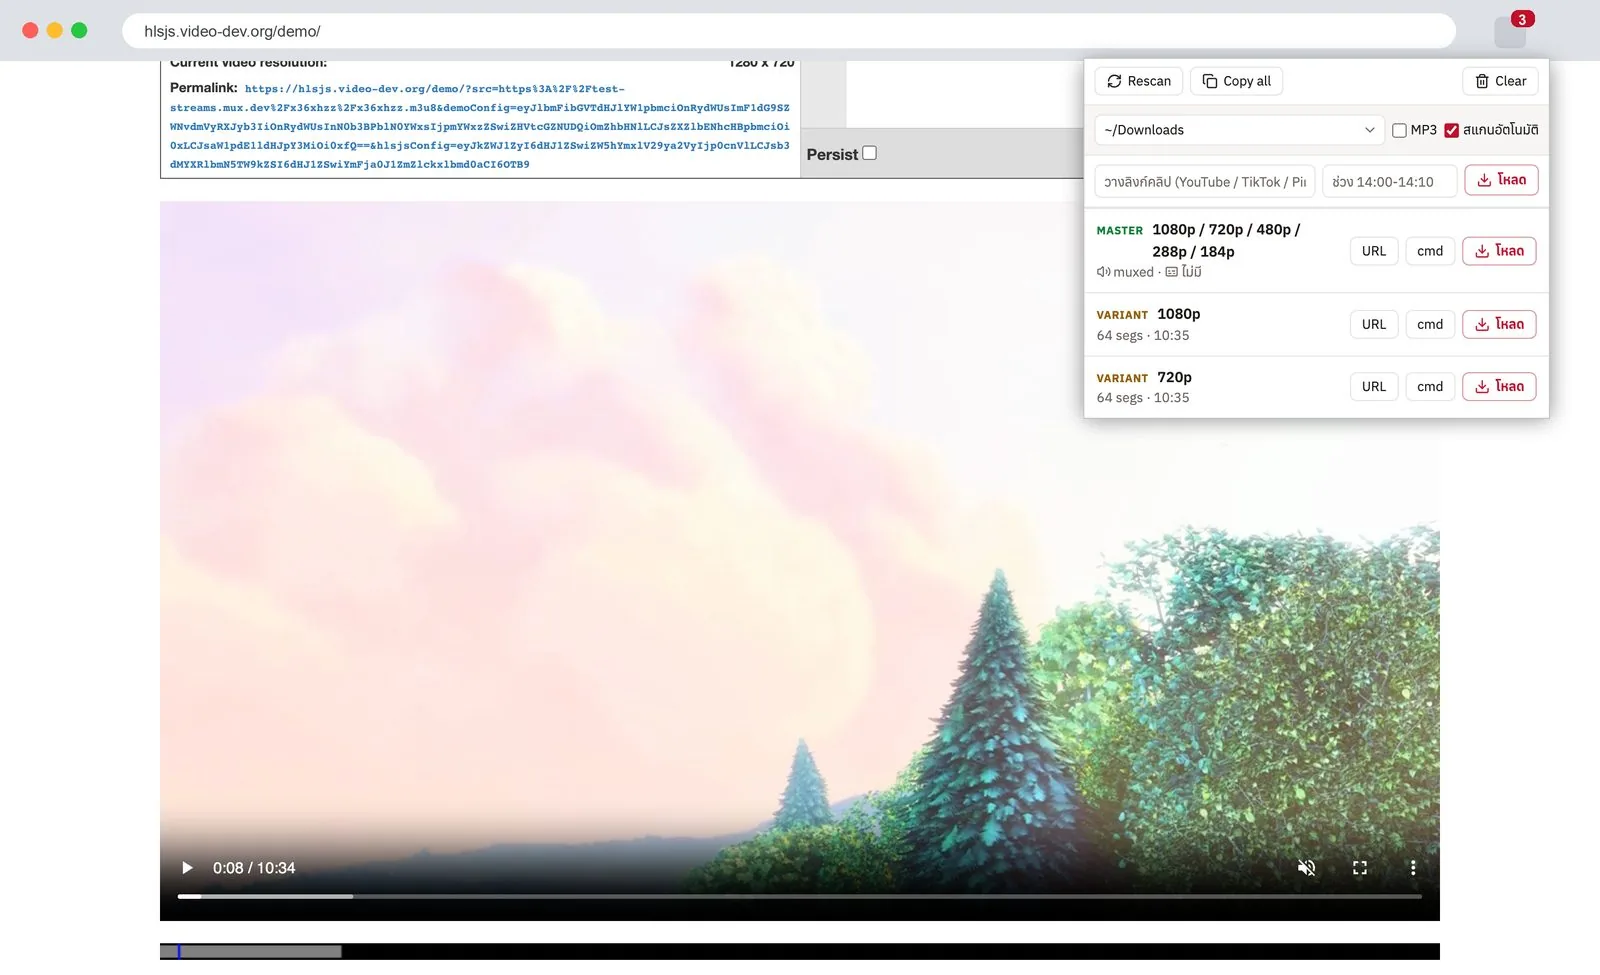 hlsjs.video-dev.org/demo/
3
Current video resolution: 1280 x 720
Permalink: https://hlsjs.video-dev.org/demo/?src=https%3A%2F%2Ftest-
streams.mux.dev%2Fx36xhzz%2Fx36xhzz.m3u8&demoConfig=eyJlbmFibGVTdHJlYW1pbmciOnRydWUsImF1dG9SZ
WNvdmVyRXJyb3IiOnRydWUsInN0b3BPblN0YWxsIjpmYWxzZSwiZHVtcGZNUDQiOmZhbHNlLCJsZXZlbENhcHBpbmciOi
0xLCJsaW1pdE1ldHJpY3MiOi0xfQ==&hlsjsConfig=eyJkZWJ1ZyI6dHJ1ZSwiZW5hYmxlV29ya2VyIjp0cnVlLCJsb3
dMYXRlbmN5TW9kZSI6dHJ1ZSwiYmFja0J1ZmZlckxlbmd0aCI6OTB9
Persist
Rescan Copy all Clear
~/Downloads MP3 สแกนอัตโนมัติ
วางลิงก์คลิป (YouTube / TikTok / Pi ช่วง 14:00-14:10 โหลด
MASTER 1080p / 720p / 480p /
288p / 184p
muxed · ไม่มี
URL cmd โหลด
VARIANT 1080p
64 segs · 10:35
URL cmd โหลด
VARIANT 720p
64 segs · 10:35
URL cmd โหลด
0:08 / 10:34